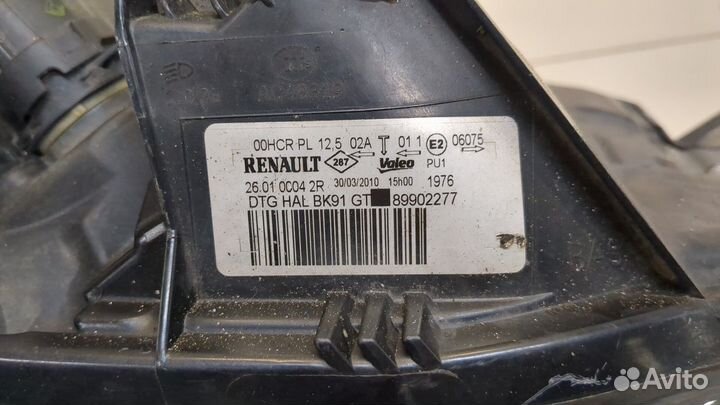 00HCR PL 12,5 02A T 01 1 E2 06075
RENAULT 287 Valeo PU1
26.01 0C04 2R 30/03/2010 15h00 1976
DTG HAL BK91 GT 89902277
Avito